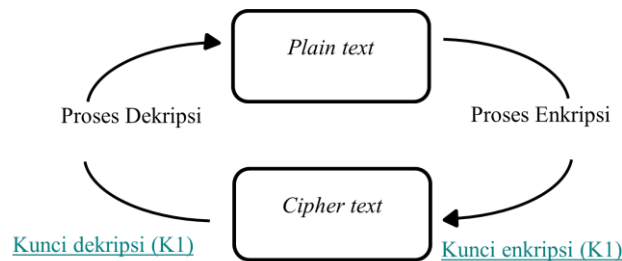 Plain text
Proses Dekripsi
Proses Enkripsi
Cipher text
Kunci dekripsi (K1)
Kunci enkripsi (K1)